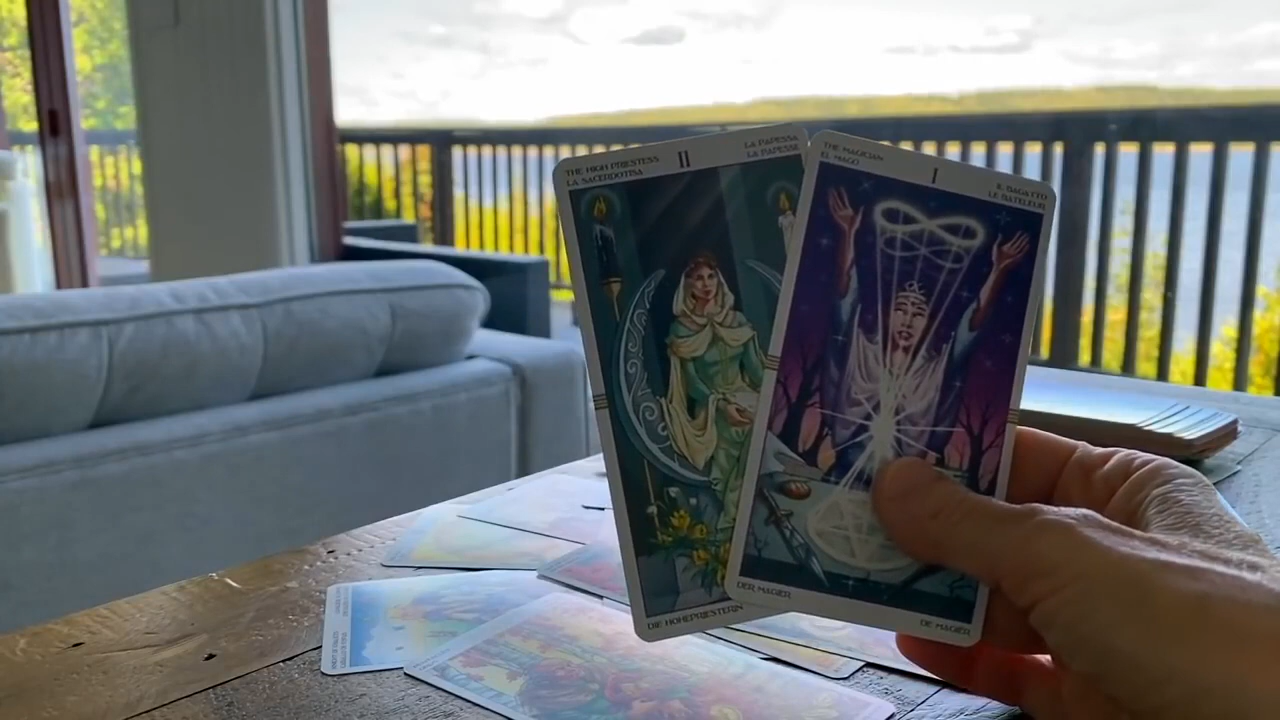 THE HIGH PRIESTESS
LA SACERDOTISA
II
LA PAPESSA
LA PAPESSE
DIE HOHEPRIESTERIN
THE MAGICIAN
EL MAGO
I
IL BAGATTO
LE BATELEUR
DER MAGIER
DE MAGIËR